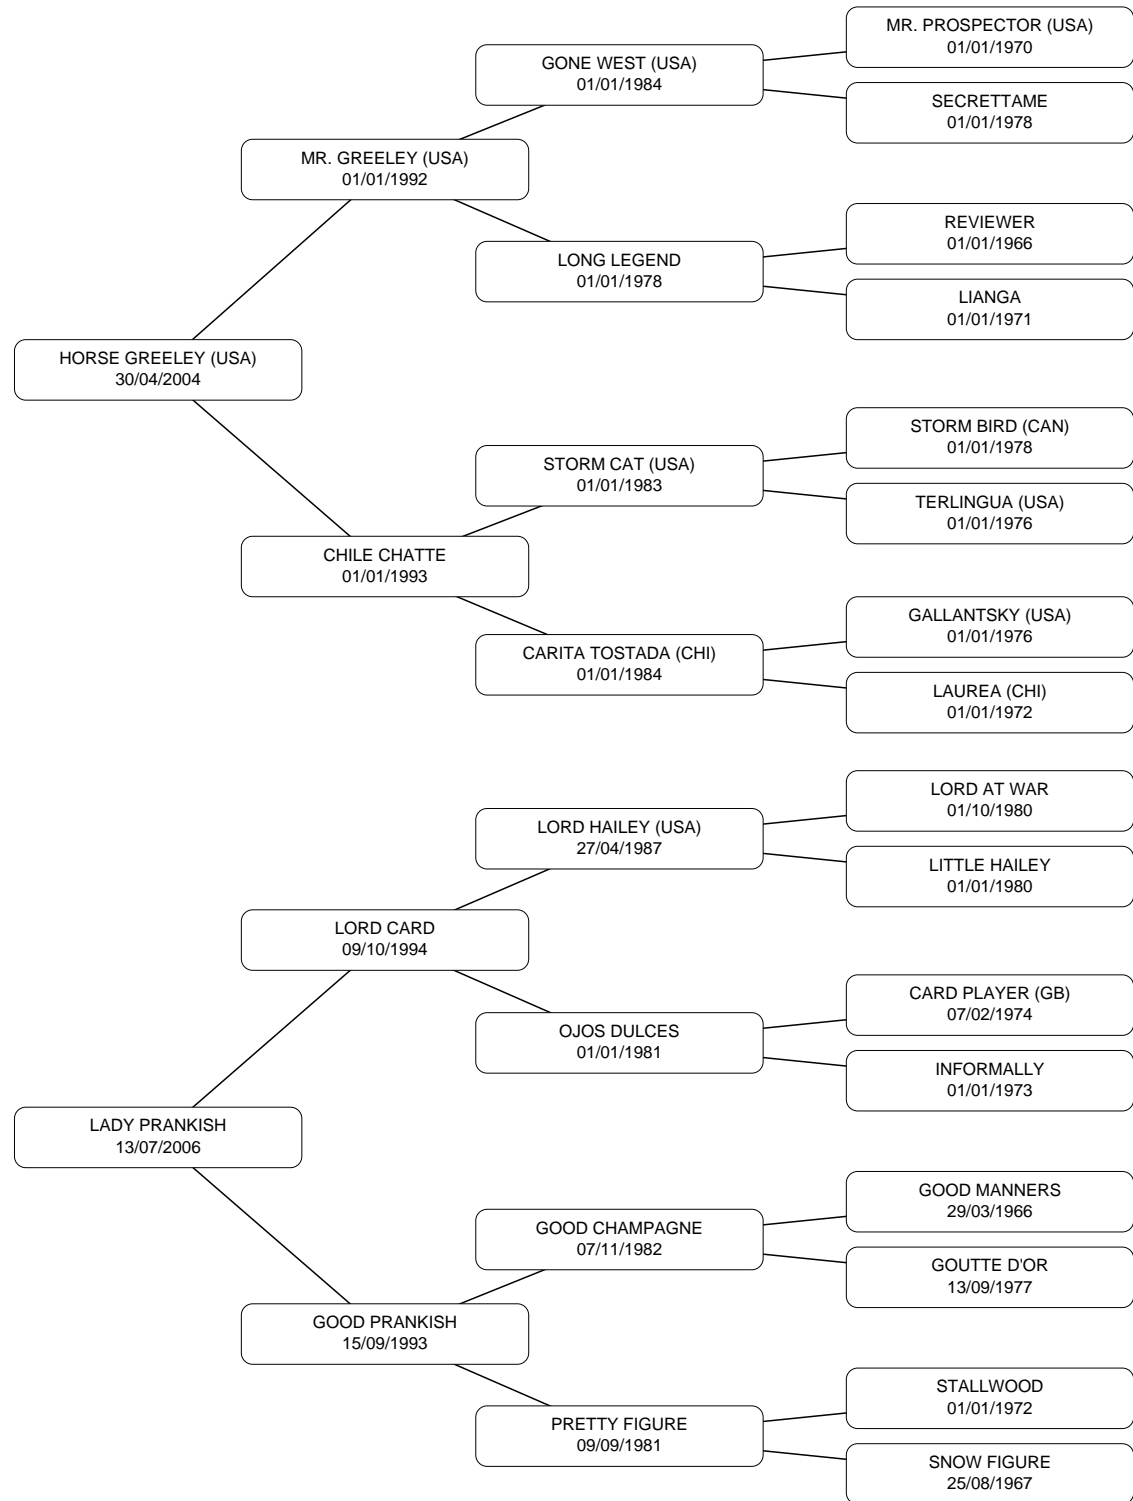 MR. PROSPECTOR (USA)
01/01/1970
GONE WEST (USA)
01/01/1984
SECRETTAME
01/01/1978
MR. GREELEY (USA)
01/01/1992
REVIEWER
01/01/1966
LONG LEGEND
01/01/1978
LIANGA
01/01/1971
HORSE GREELEY (USA)
30/04/2004
STORM BIRD (CAN)
01/01/1978
STORM CAT (USA)
01/01/1983
TERLINGUA (USA)
01/01/1976
CHILE CHATTE
01/01/1993
GALLANTSKY (USA)
01/01/1976
CARITA TOSTADA (CHI)
01/01/1984
LAUREA (CHI)
01/01/1972
LORD AT WAR
01/10/1980
LORD HAILEY (USA)
27/04/1987
LITTLE HAILEY
01/01/1980
LORD CARD
09/10/1994
CARD PLAYER (GB)
07/02/1974
OJOS DULCES
01/01/1981
INFORMALLY
01/01/1973
LADY PRANKISH
13/07/2006
GOOD MANNERS
29/03/1966
GOOD CHAMPAGNE
07/11/1982
GOUTTE D'OR
13/09/1977
GOOD PRANKISH
15/09/1993
STALLWOOD
01/01/1972
PRETTY FIGURE
09/09/1981
SNOW FIGURE
25/08/1967